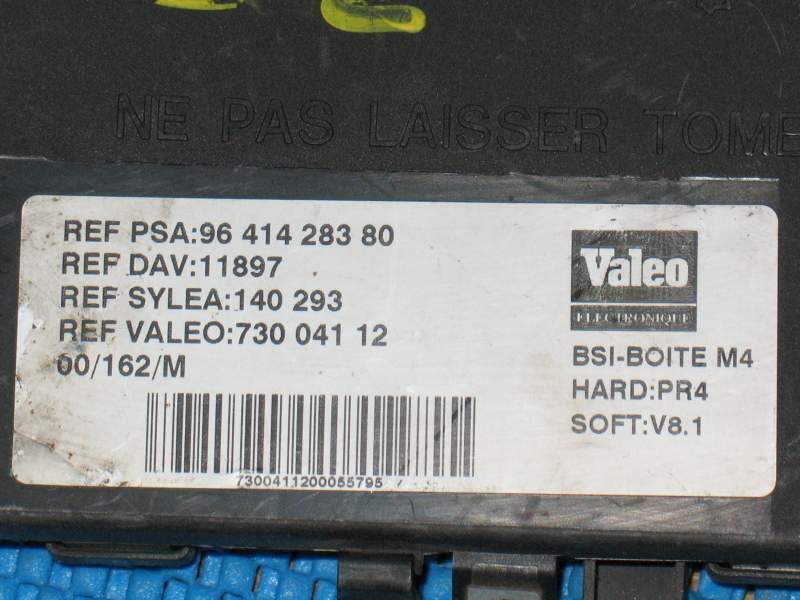 NE PAS LAISSER TOMBE
REF PSA:96 414 283 80
REF DAV:11897
REF SYLEA:140 293
REF VALEO:730 041 12
00/162/M
7300411200055795
Valeo
ELECTRONIQUE
BSI-BOITE M4
HARD:PR4
SOFT:V8.1